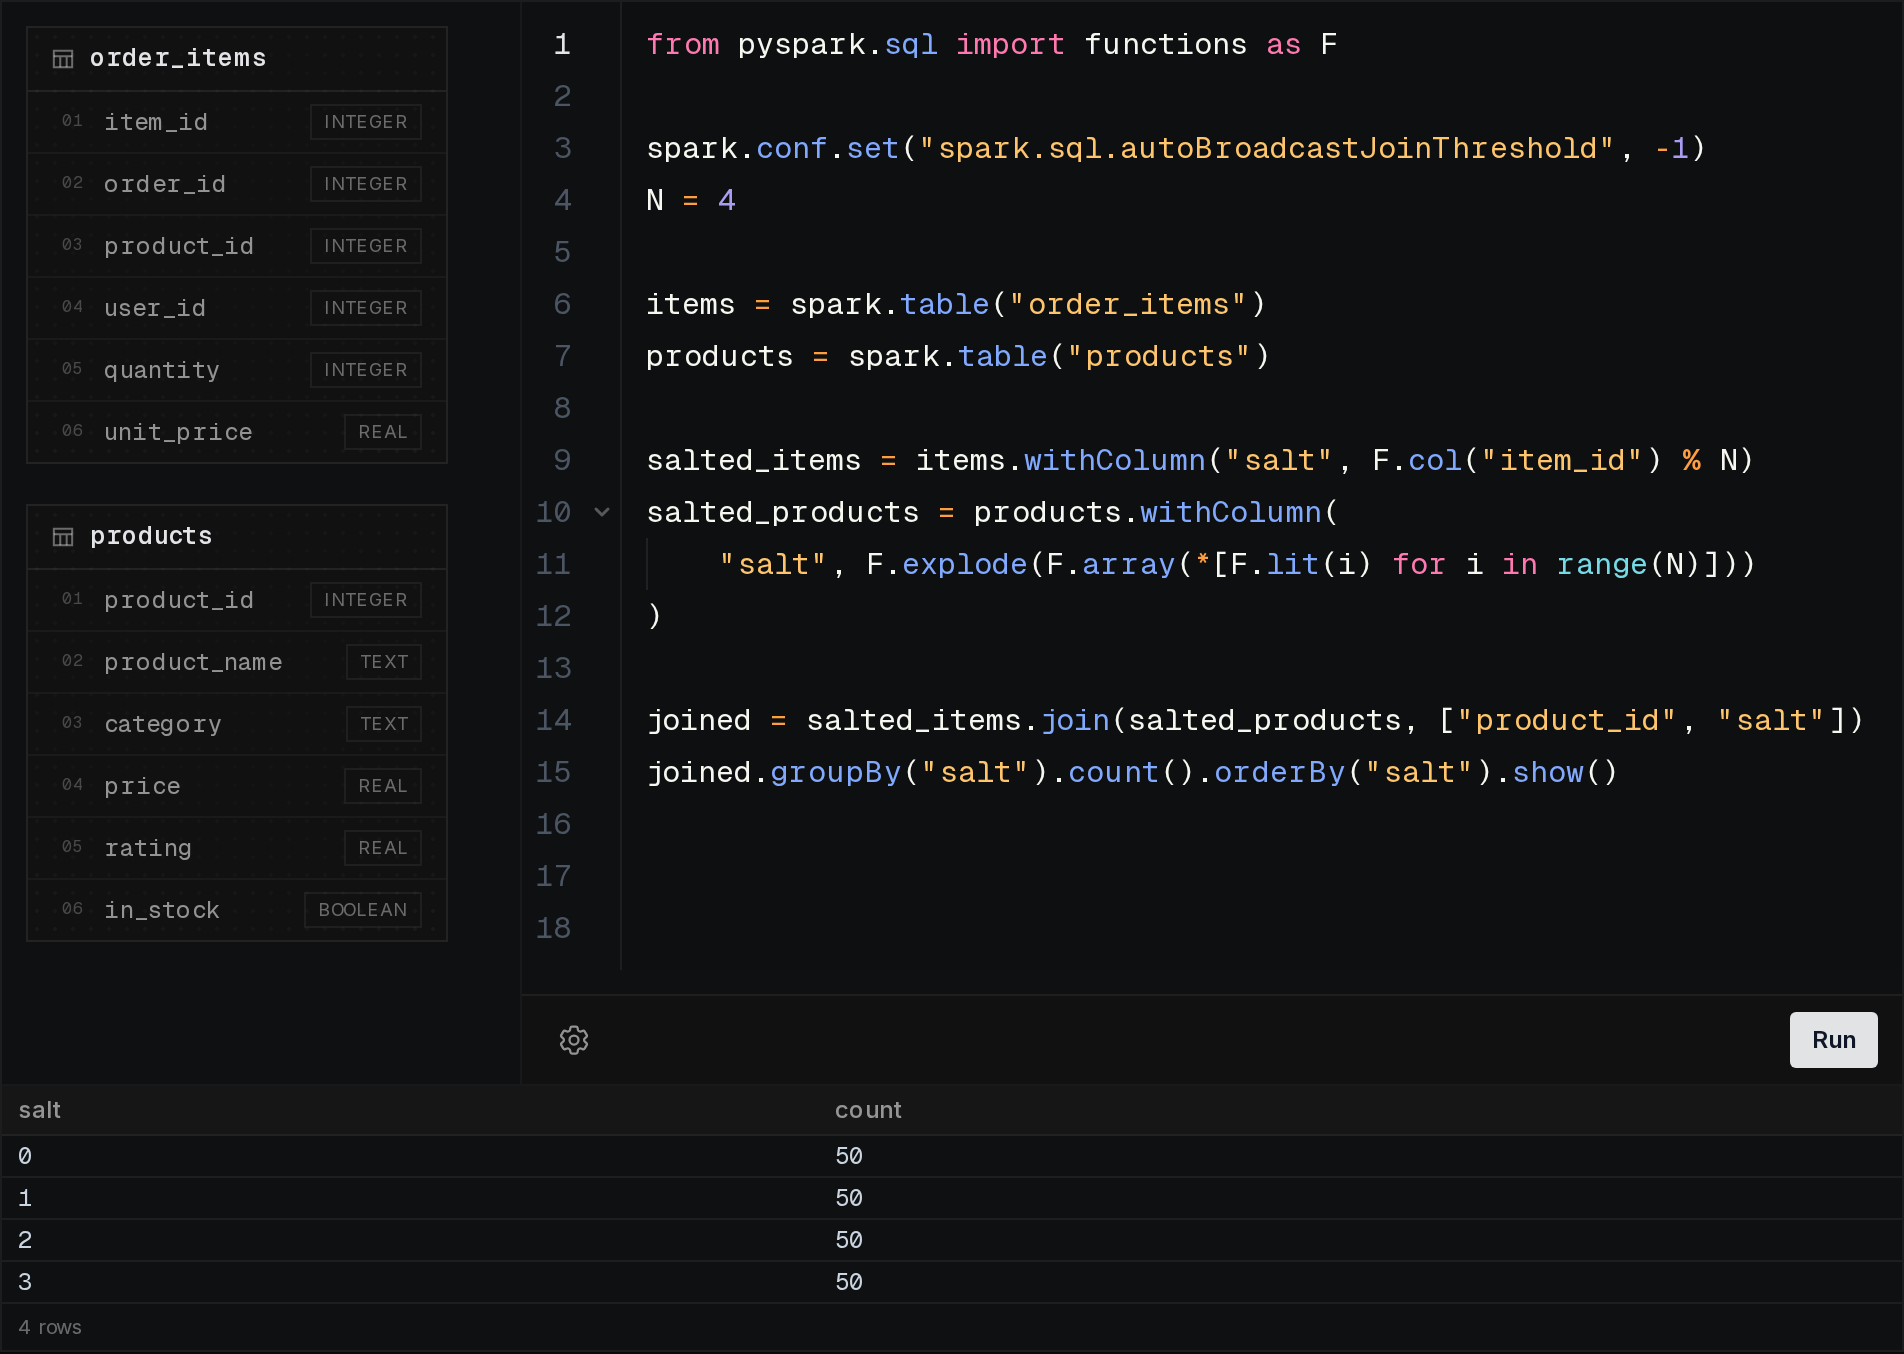 order_items
01 item_id INTEGER
02 order_id INTEGER
03 product_id INTEGER
04 user_id INTEGER
05 quantity INTEGER
06 unit_price REAL
products
01 product_id INTEGER
02 product_name TEXT
03 category TEXT
04 price REAL
05 rating REAL
06 in_stock BOOLEAN
1 from pyspark.sql import functions as F
2
3 spark.conf.set("spark.sql.autoBroadcastJoinThreshold", -1)
4 N = 4
5
6 items = spark.table("order_items")
7 products = spark.table("products")
8
9 salted_items = items.withColumn("salt", F.col("item_id") % N)
10 salted_products = products.withColumn(
11     "salt", F.explode(F.array(*[F.lit(i) for i in range(N)]))
12 )
13
14 joined = salted_items.join(salted_products, ["product_id", "salt"])
15 joined.groupBy("salt").count().orderBy("salt").show()
16
17
18
Run
salt count
0 50
1 50
2 50
3 50
4 rows